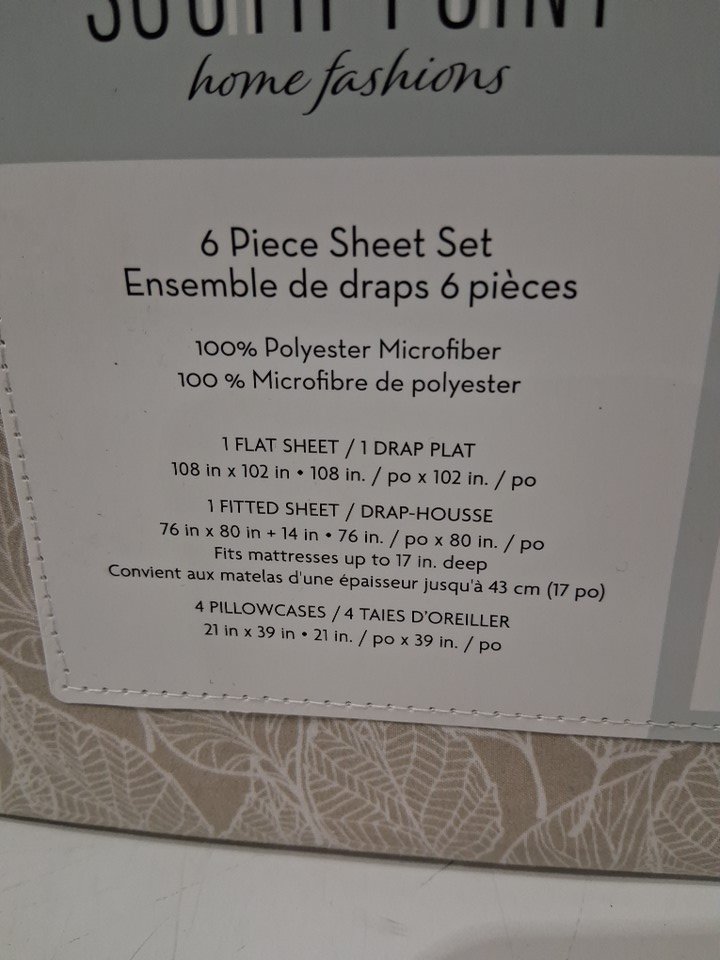 SOUTH POINT
home fashions
6 Piece Sheet Set
Ensemble de draps 6 pièces
100% Polyester Microfiber
100 % Microfibre de polyester
1 FLAT SHEET / 1 DRAP PLAT
108 in x 102 in • 108 in. / po x 102 in. / po
1 FITTED SHEET / DRAP-HOUSSE
76 in x 80 in + 14 in • 76 in. / po x 80 in. / po
Fits mattresses up to 17 in. deep
Convient aux matelas d'une épaisseur jusqu'à 43 cm (17 po)
4 PILLOWCASES / 4 TAIES D'OREILLER
21 in x 39 in • 21 in. / po x 39 in. / po